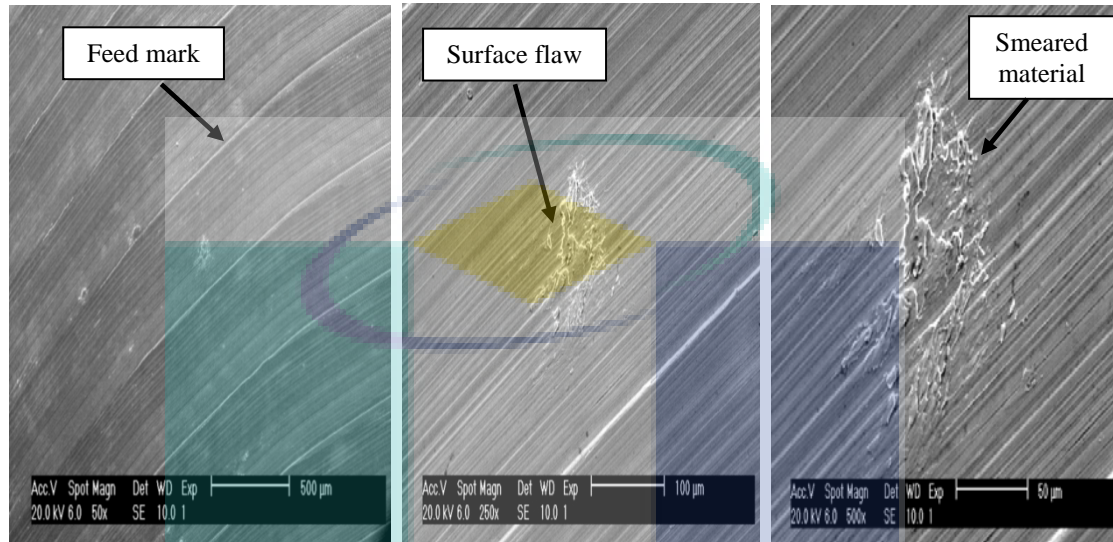 Feed mark
Surface flaw
Smeared
material
Acc.V Spot Magn Det WD Exp 500 µm
20.0 kV 6.0 50x SE 10.0 1
Acc.V Spot Magn Det WD Exp 100 µm
20.0 kV 6.0 250x SE 10.0 1
Acc.V Spot Magn Det WD Exp 50 µm
20.0 kV 6.0 500x SE 10.0 1